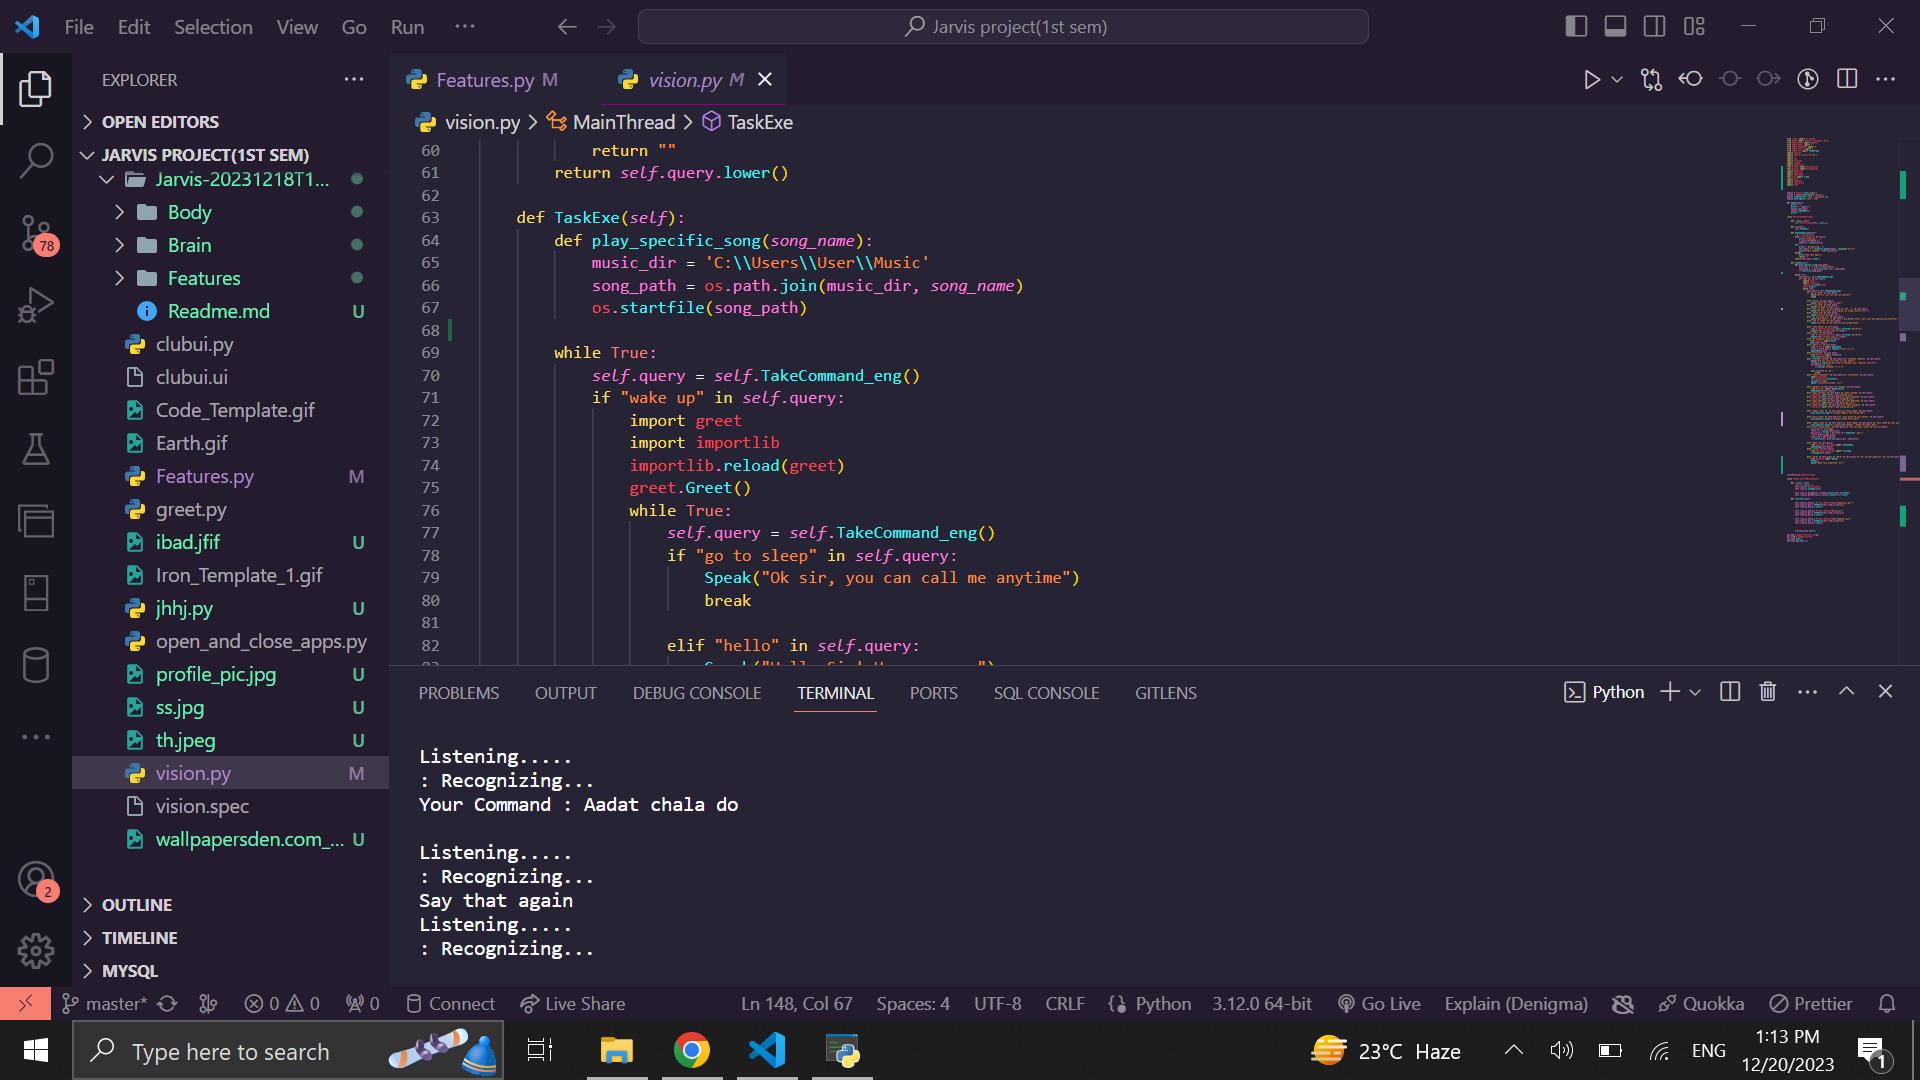 File Edit Selection View Go Run ··· Jarvis project(1st sem)
EXPLORER
OPEN EDITORS
JARVIS PROJECT(1ST SEM)
Jarvis-20231218T1...
Body
Brain
Features
Readme.md U
clubui.py
clubui.ui
Code_Template.gif
Earth.gif
Features.py M
greet.py
ibad.jfif U
Iron_Template_1.gif
jhhj.py U
open_and_close_apps.py
profile_pic.jpg U
ss.jpg U
th.jpeg U
vision.py M
vision.spec
wallpapersden.com_... U
OUTLINE
TIMELINE
MYSQL
78
2
Features.py M vision.py M
vision.py > MainThread > TaskExe
60 return ""
61 return self.query.lower()
62
63 def TaskExe(self):
64 def play_specific_song(song_name):
65 music_dir = 'C:\\Users\\User\\Music'
66 song_path = os.path.join(music_dir, song_name)
67 os.startfile(song_path)
68
69 while True:
70 self.query = self.TakeCommand_eng()
71 if "wake up" in self.query:
72 import greet
73 import importlib
74 importlib.reload(greet)
75 greet.Greet()
76 while True:
77 self.query = self.TakeCommand_eng()
78 if "go to sleep" in self.query:
79 Speak("Ok sir, you can call me anytime")
80 break
81
82 elif "hello" in self.query:
PROBLEMS OUTPUT DEBUG CONSOLE TERMINAL PORTS SQL CONSOLE GITLENS Python
Listening.....
: Recognizing...
Your Command : Aadat chala do
Listening.....
: Recognizing...
Say that again
Listening.....
: Recognizing...
master* 0 0 0 Connect Live Share Ln 148, Col 67 Spaces: 4 UTF-8 CRLF Python 3.12.0 64-bit Go Live Explain (Denigma) Quokka Prettier
Type here to search 23°C Haze ENG 1:13 PM
12/20/2023 1